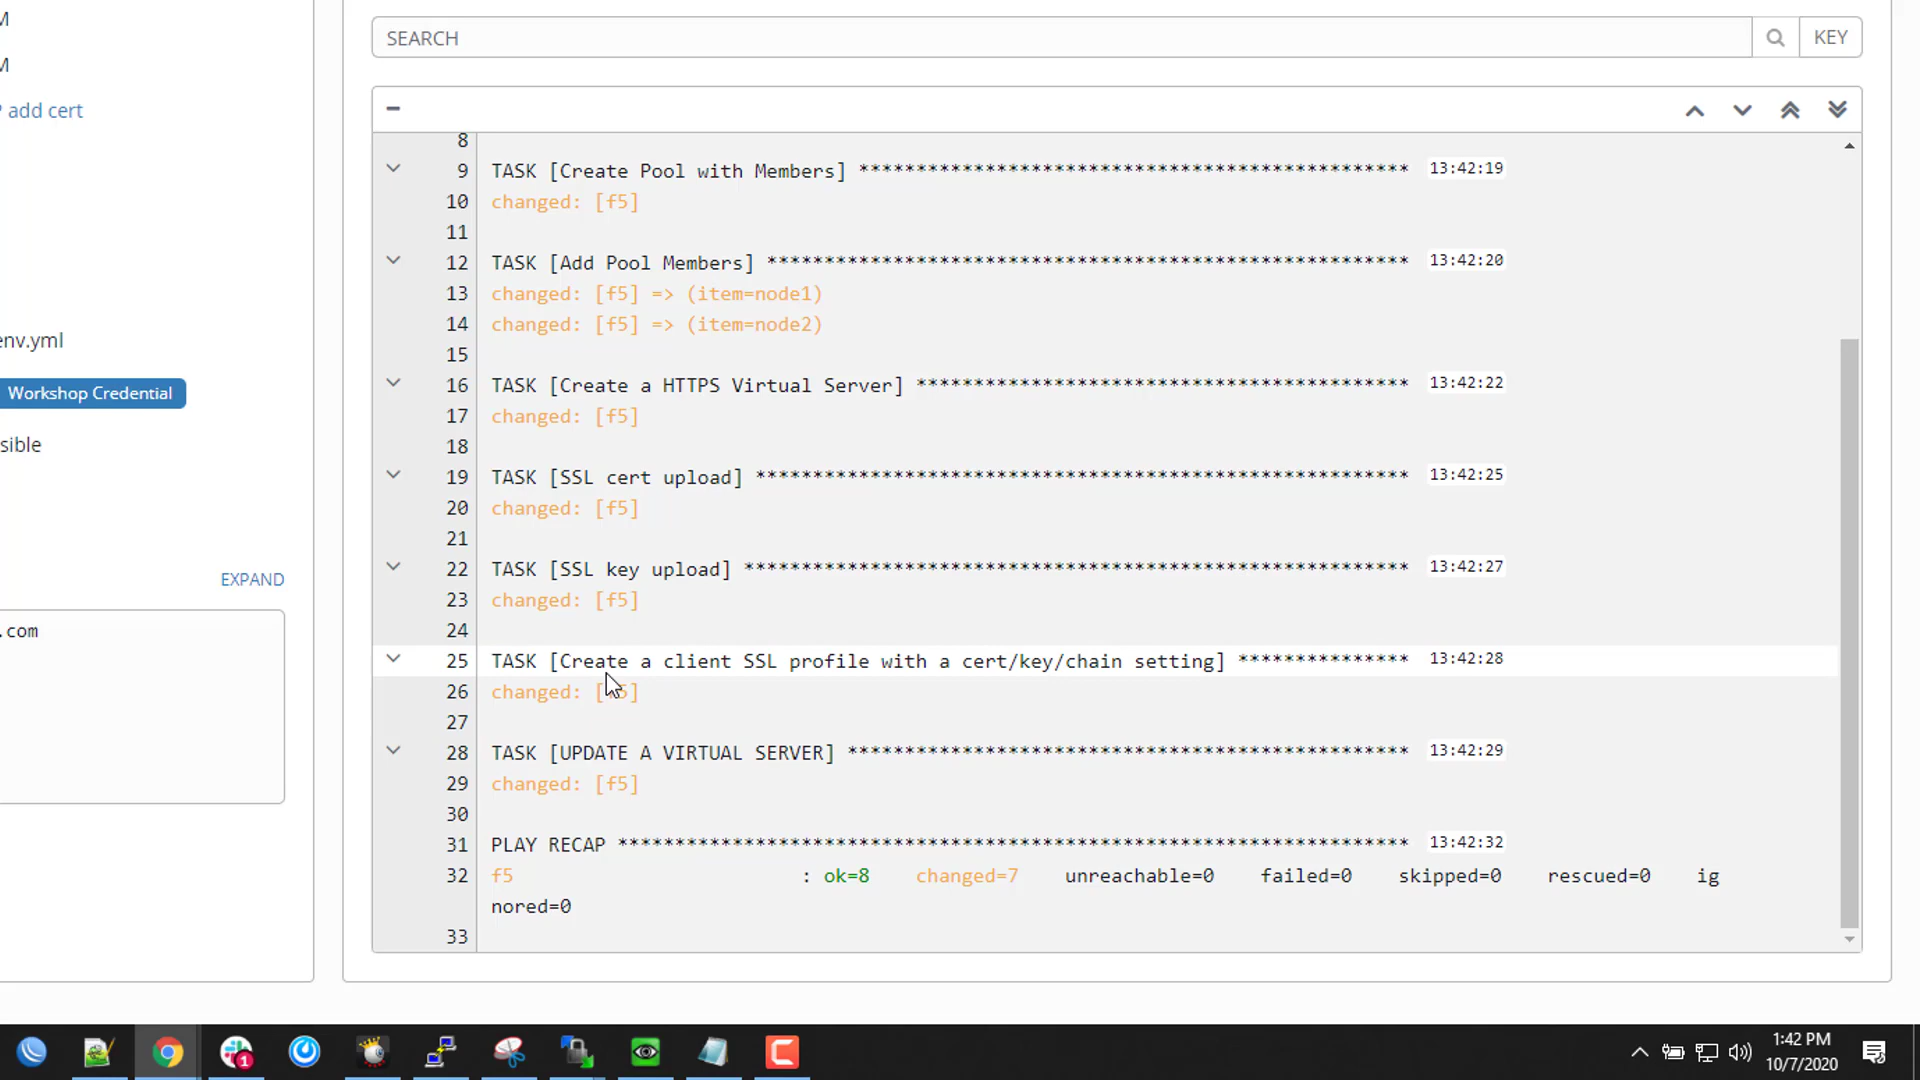 M
M
P add cert
env.yml
Workshop Credential
sible
EXPAND
.com
SEARCH
KEY
8
9 TASK [Create Pool with Members] ************************************************ 13:42:19
10 changed: [f5]
11
12 TASK [Add Pool Members] ******************************************************** 13:42:20
13 changed: [f5] => (item=node1)
14 changed: [f5] => (item=node2)
15
16 TASK [Create a HTTPS Virtual Server] ******************************************* 13:42:22
17 changed: [f5]
18
19 TASK [SSL cert upload] ********************************************************* 13:42:25
20 changed: [f5]
21
22 TASK [SSL key upload] ********************************************************** 13:42:27
23 changed: [f5]
24
25 TASK [Create a client SSL profile with a cert/key/chain setting] *************** 13:42:28
26 changed: [f5]
27
28 TASK [UPDATE A VIRTUAL SERVER] ************************************************* 13:42:29
29 changed: [f5]
30
31 PLAY RECAP ********************************************************************* 13:42:32
32 f5 : ok=8 changed=7 unreachable=0 failed=0 skipped=0 rescued=0 ig
nored=0
33
1
1:42 PM
10/7/2020